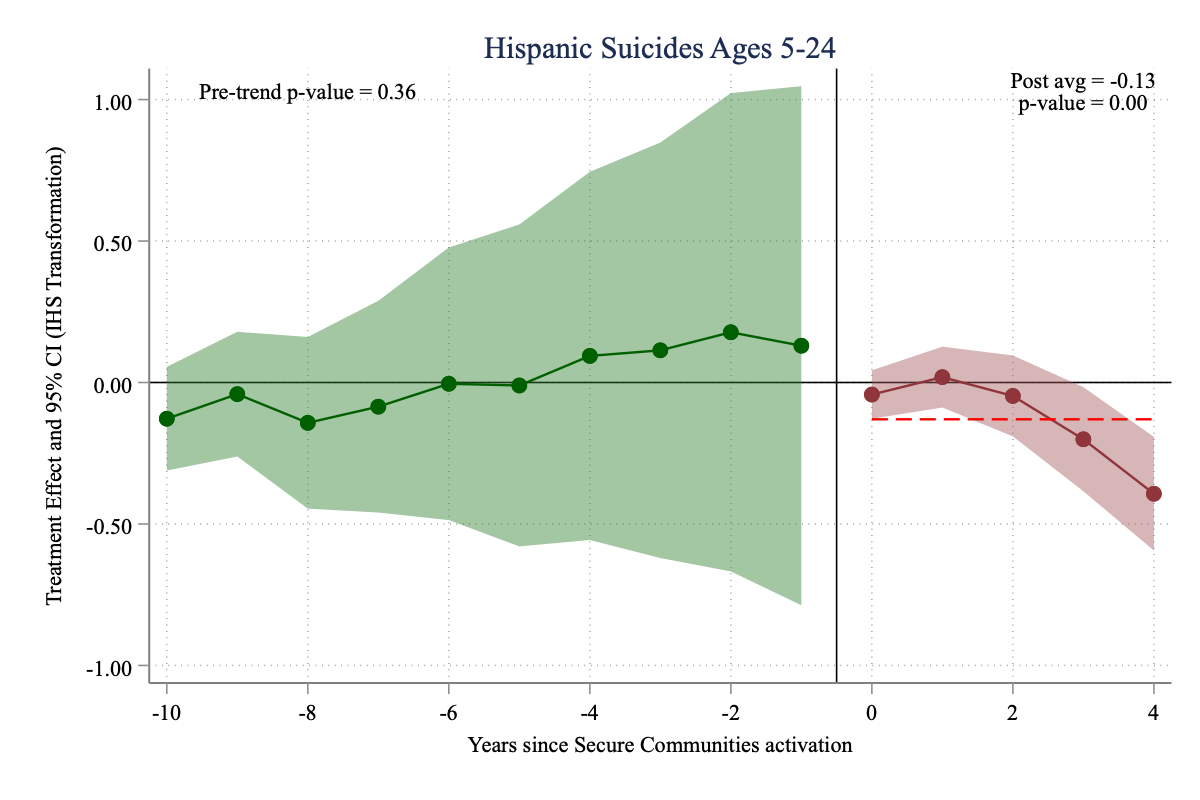 Hispanic Suicides Ages 5-24
Pre-trend p-value = 0.36
Post avg = -0.13
p-value = 0.00
Treatment Effect and 95% CI (IHS Transformation)
1.00
0.50
0.00
-0.50
-1.00
-10 -8 -6 -4 -2 0 2 4
Years since Secure Communities activation